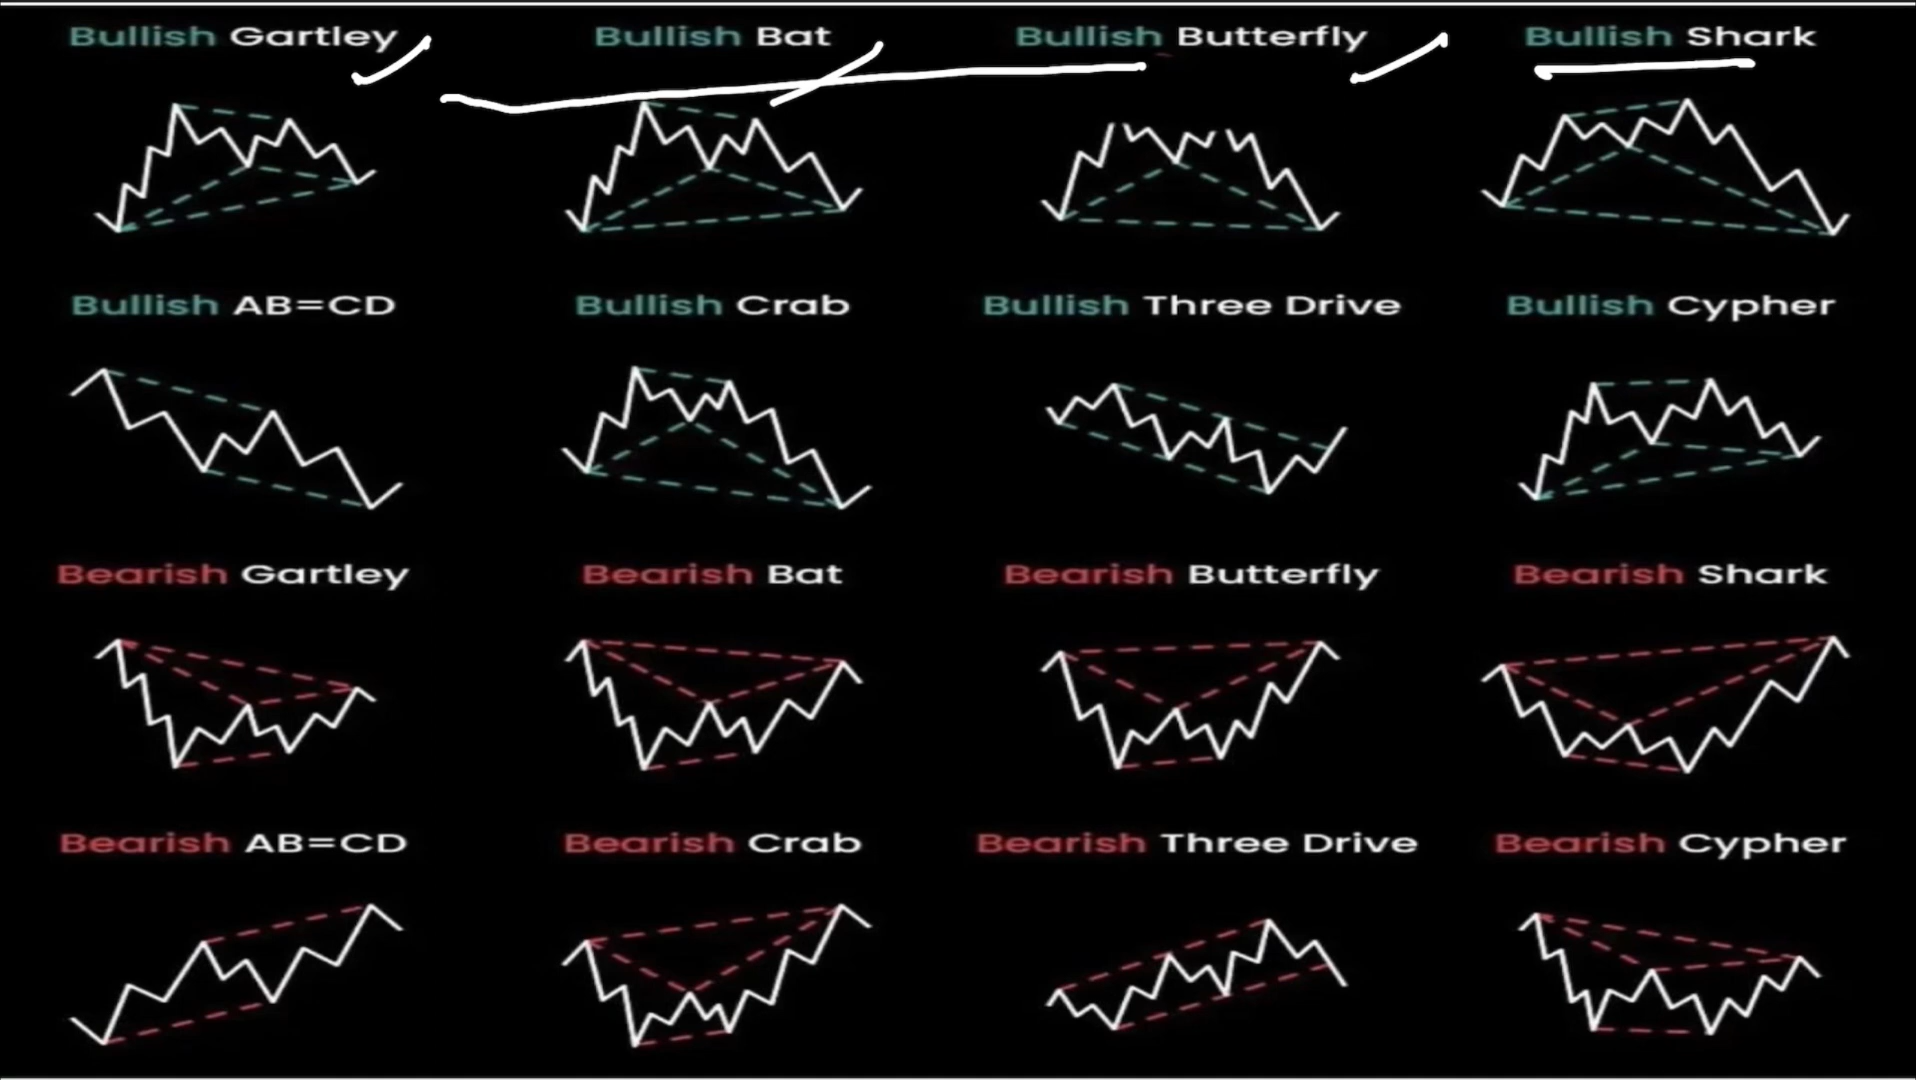 Bullish Gartley
Bullish Bat
Bullish Butterfly
Bullish Shark
Bullish AB=CD
Bullish Crab
Bullish Three Drive
Bullish Cypher
Bearish Gartley
Bearish Bat
Bearish Butterfly
Bearish Shark
Bearish AB=CD
Bearish Crab
Bearish Three Drive
Bearish Cypher